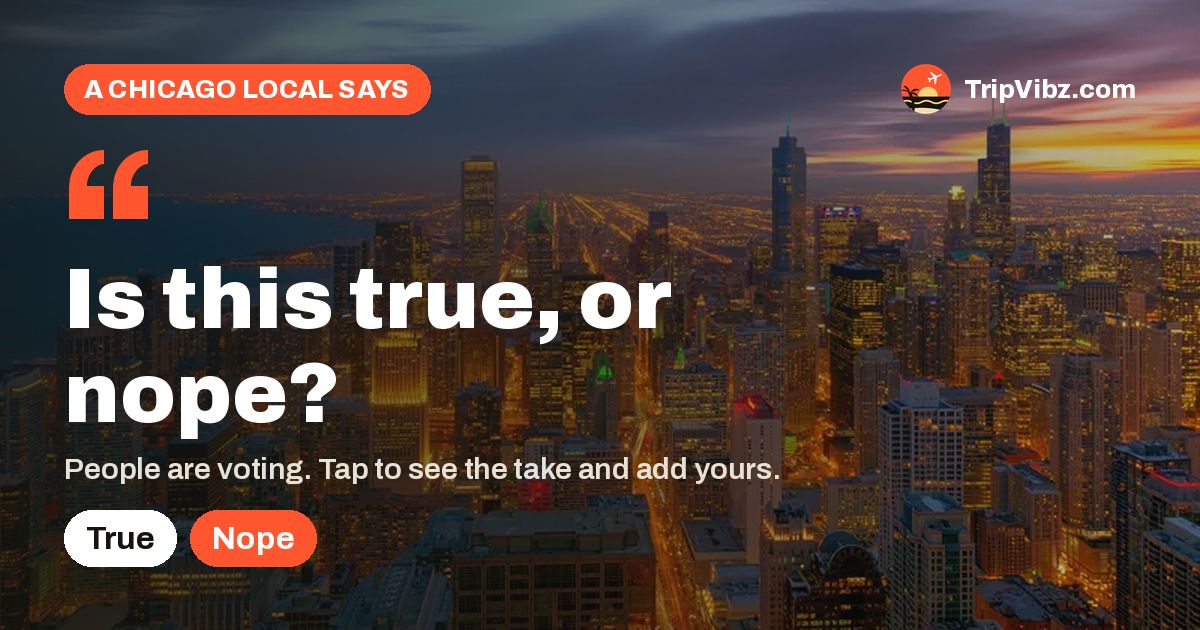 A CHICAGO LOCAL SAYS
TripVibz.com
“
Is this true, or
nope?
People are voting. Tap to see the take and add yours.
True
Nope